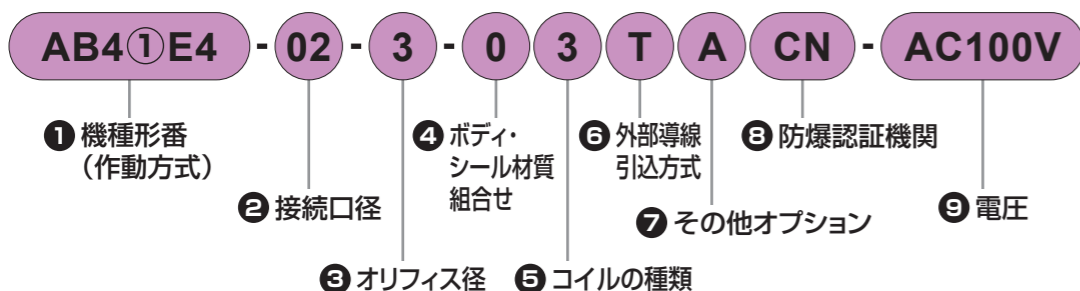 AB4①E4 - 02 - 3 - 0 3 T A CN - AC100V
❶ 機種形番
(作動方式)
❷ 接続口径
❸ オリフィス径
❹ ボディ・
シール材質
組合せ
❺ コイルの種類
❻ 外部導線
引込方式
❼ その他オプション
❽ 防爆認証機関
❾ 電圧